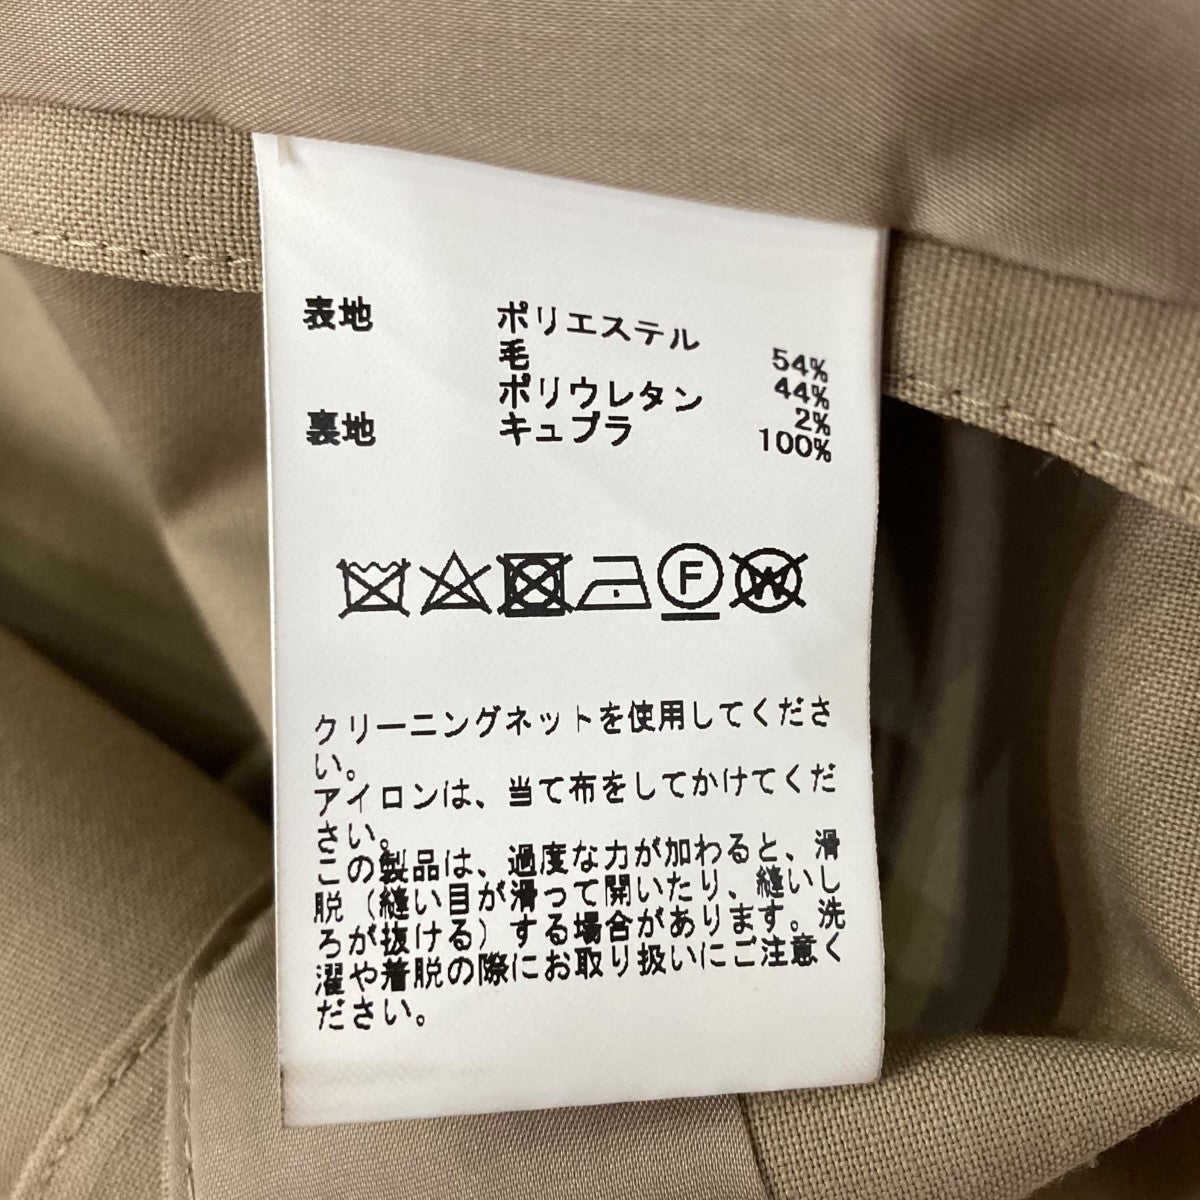 表地 ポリエステル 54%
毛 44%
ポリウレタン 2%
裏地 キュプラ 100%
F W
クリーニングネットを使用してくださ
い。
アイロンは、当て布をしてかけてくだ
さい。
この製品は、過度な力が加わると、滑
脱（縫い目が滑って開いたり、縫いし
ろが抜ける）する場合があります。洗
濯や着脱の際にお取り扱いにご注意く
ださい。